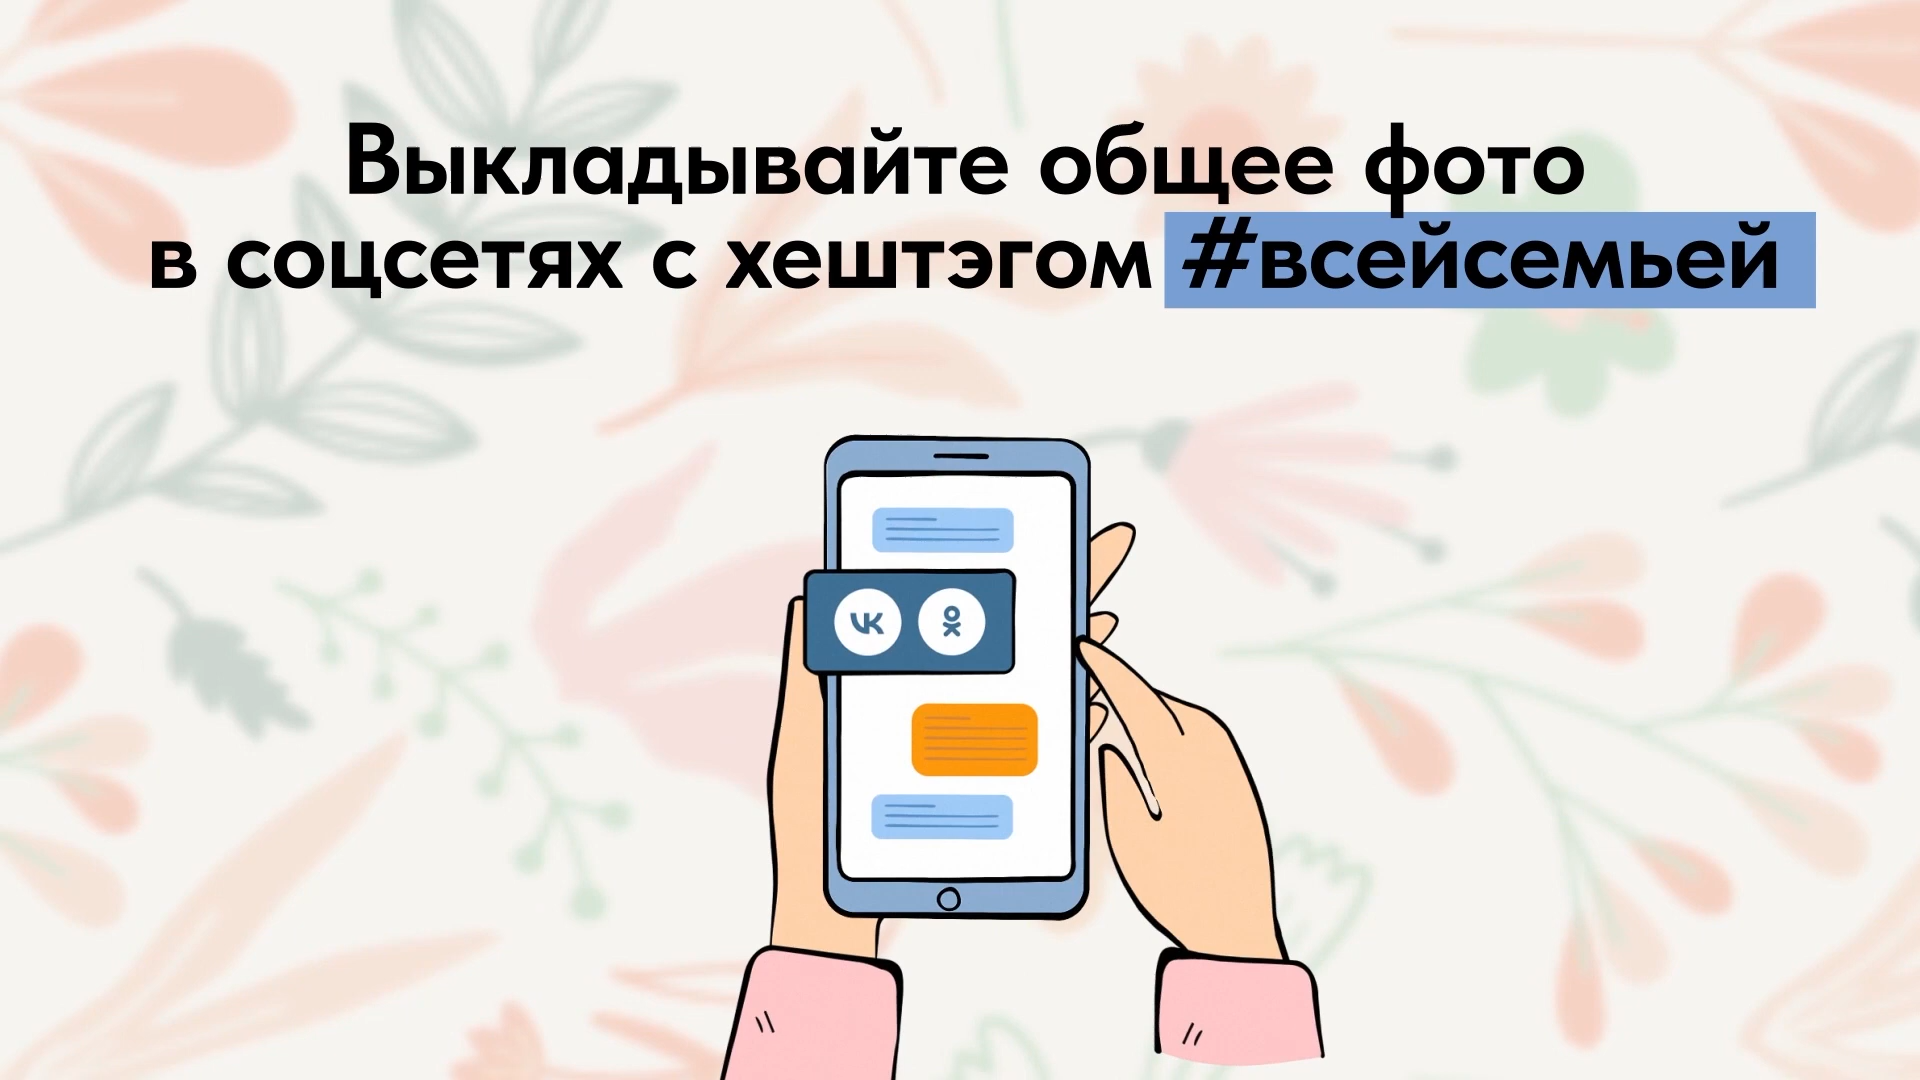 Выкладывайте общее фото
в соцсетях с хештэгом #всейсемьей